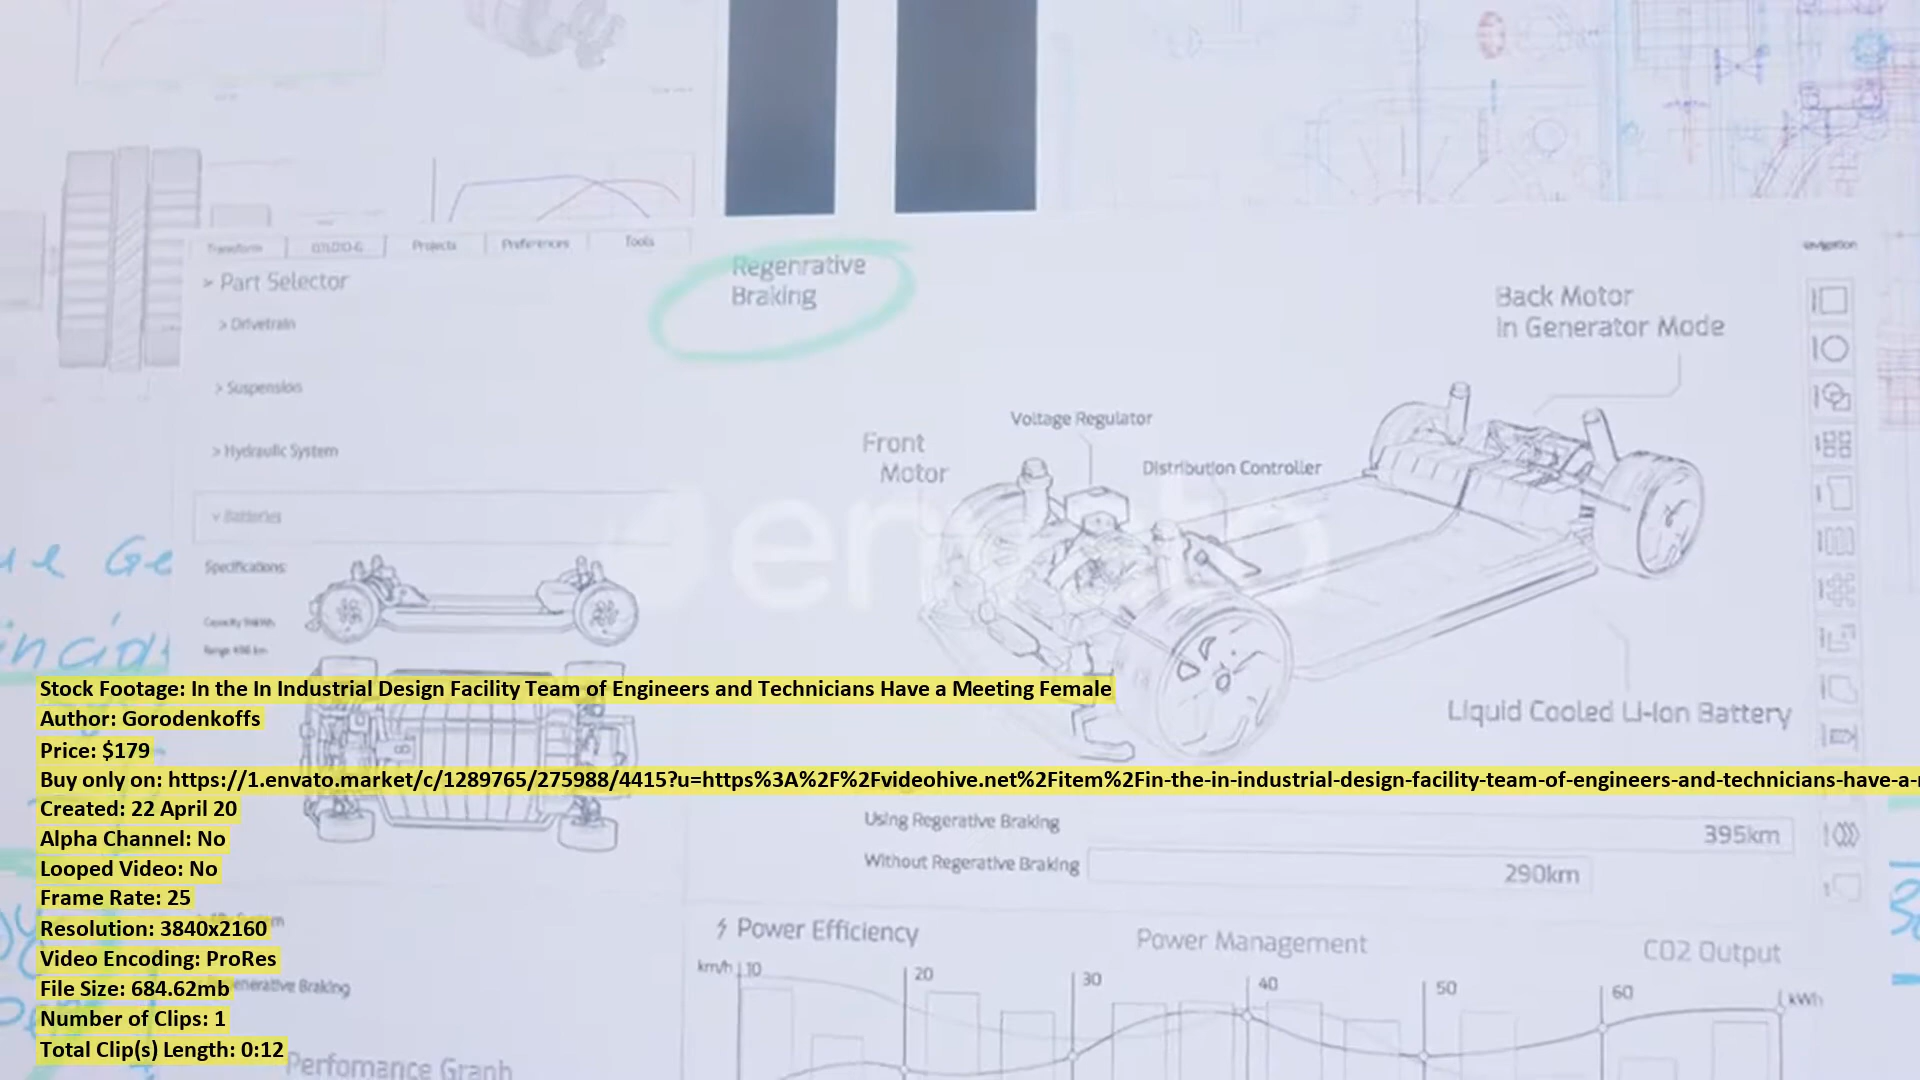 Transform
Projects
Preferences
Tools
> Part Selector
> Drivetrain
> Suspension
> Hydraulic System
v Batteries
Specifications
Regenrative
Braking
Back Motor
In Generator Mode
Voltage Regulator
Front
Motor
Distribution Controller
envato
Liquid Cooled Li-Ion Battery
Stock Footage: In the In Industrial Design Facility Team of Engineers and Technicians Have a Meeting Female
Author: Gorodenkoffs
Price: $179
Buy only on: https://1.envato.market/c/1289765/275988/4415?u=https%3A%2F%2Fvideohive.net%2Fitem%2Fin-the-in-industrial-design-facility-team-of-engineers-and-technicians-have-a-
Created: 22 April 20
Alpha Channel: No
Looped Video: No
Frame Rate: 25
Resolution: 3840x2160
Video Encoding: ProRes
File Size: 684.62mb
Number of Clips: 1
Total Clip(s) Length: 0:12
Using Regerative Braking
395km
Without Regerative Braking
290km
Power Efficiency
Power Management
CO2 Output
km/h 10 20 30 40 50 60 kWh
Braking
Perfomance Graph